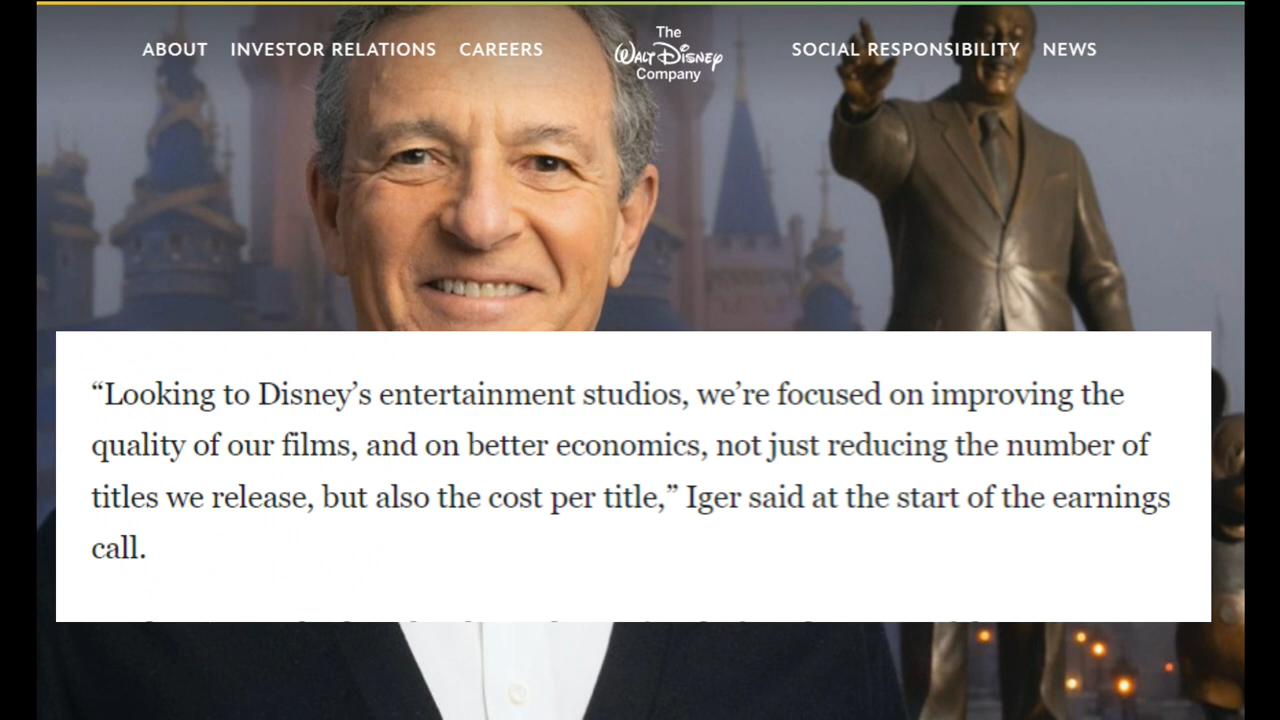 ABOUT INVESTOR RELATIONS CAREERS The WALT DISNEY Company SOCIAL RESPONSIBILITY NEWS
“Looking to Disney’s entertainment studios, we’re focused on improving the
quality of our films, and on better economics, not just reducing the number of
titles we release, but also the cost per title,” Iger said at the start of the earnings
call.